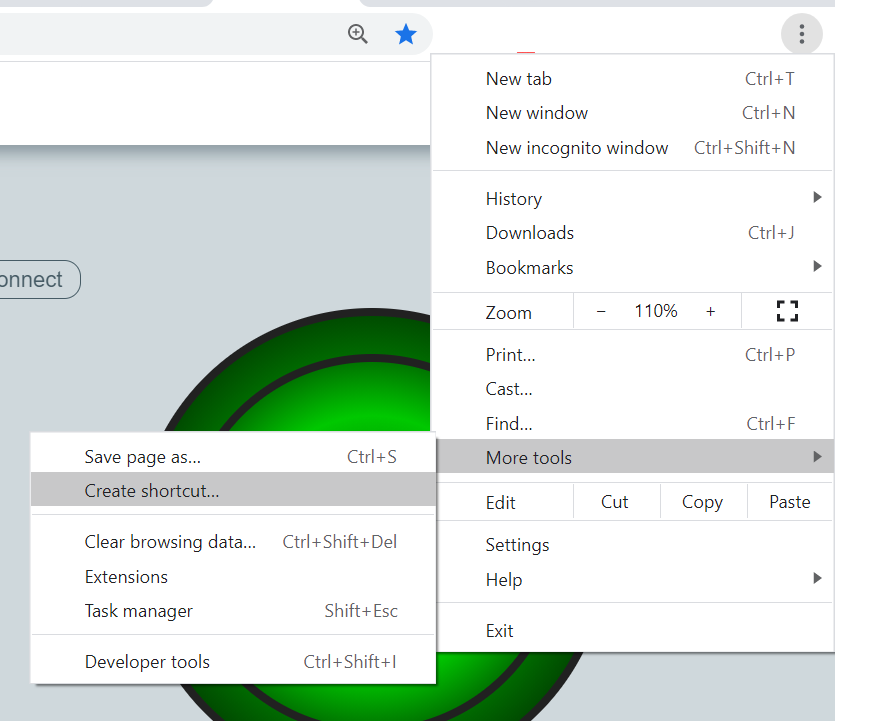 New tab Ctrl+T
New window Ctrl+N
New incognito window Ctrl+Shift+N
History
Downloads Ctrl+J
Bookmarks
onnect
Zoom − 110% +
Print... Ctrl+P
Cast...
Find... Ctrl+F
More tools
Edit Cut Copy Paste
Settings
Help
Exit
Save page as... Ctrl+S
Create shortcut...
Clear browsing data... Ctrl+Shift+Del
Extensions
Task manager Shift+Esc
Developer tools Ctrl+Shift+I